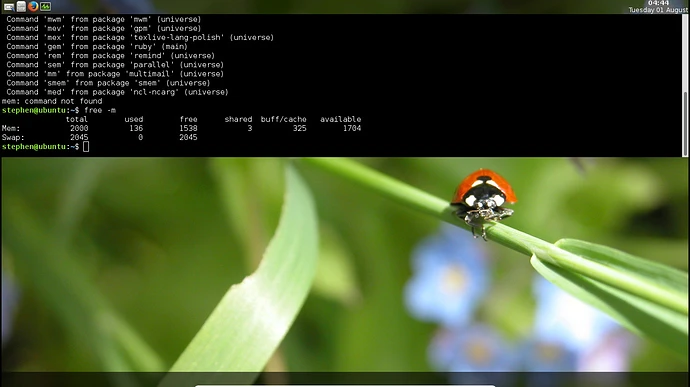 04:44
Tuesday 01 August
Command 'mwm' from package 'mwm' (universe)
Command 'mev' from package 'gpm' (universe)
Command 'mex' from package 'texlive-lang-polish' (universe)
Command 'gem' from package 'ruby' (main)
Command 'rem' from package 'remind' (universe)
Command 'sem' from package 'parallel' (universe)
Command 'mm' from package 'multimail' (universe)
Command 'smem' from package 'smem' (universe)
Command 'med' from package 'ncl-ncarg' (universe)
mem: command not found
stephen@ubuntu:~$ free -m
total used free shared buff/cache available
Mem: 2000 136 1538 3 325 1704
Swap: 2045 0 2045
stephen@ubuntu:~$